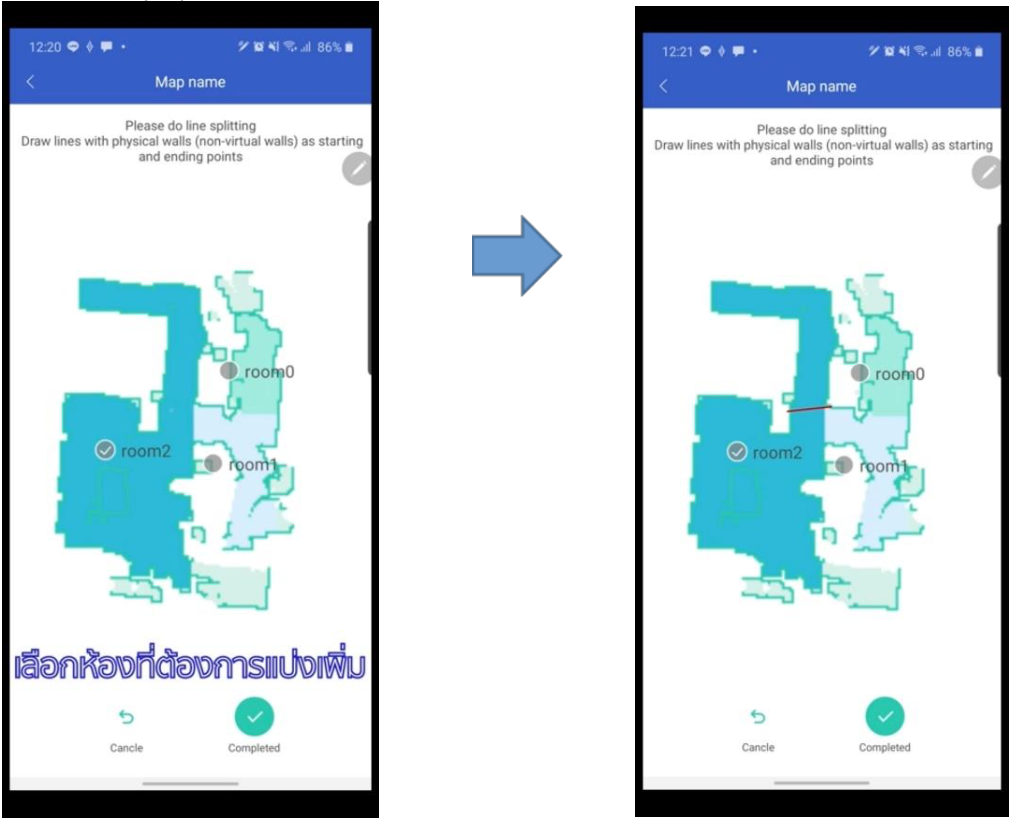 12:20 86%
Map name
Please do line splitting
Draw lines with physical walls (non-virtual walls) as starting
and ending points
room0
room2
room1
เลือกห้องที่ต้องการแบ่งเพิ่ม
Cancle Completed
12:21 86%
Map name
Please do line splitting
Draw lines with physical walls (non-virtual walls) as starting
and ending points
room0
room2
room1
Cancle Completed